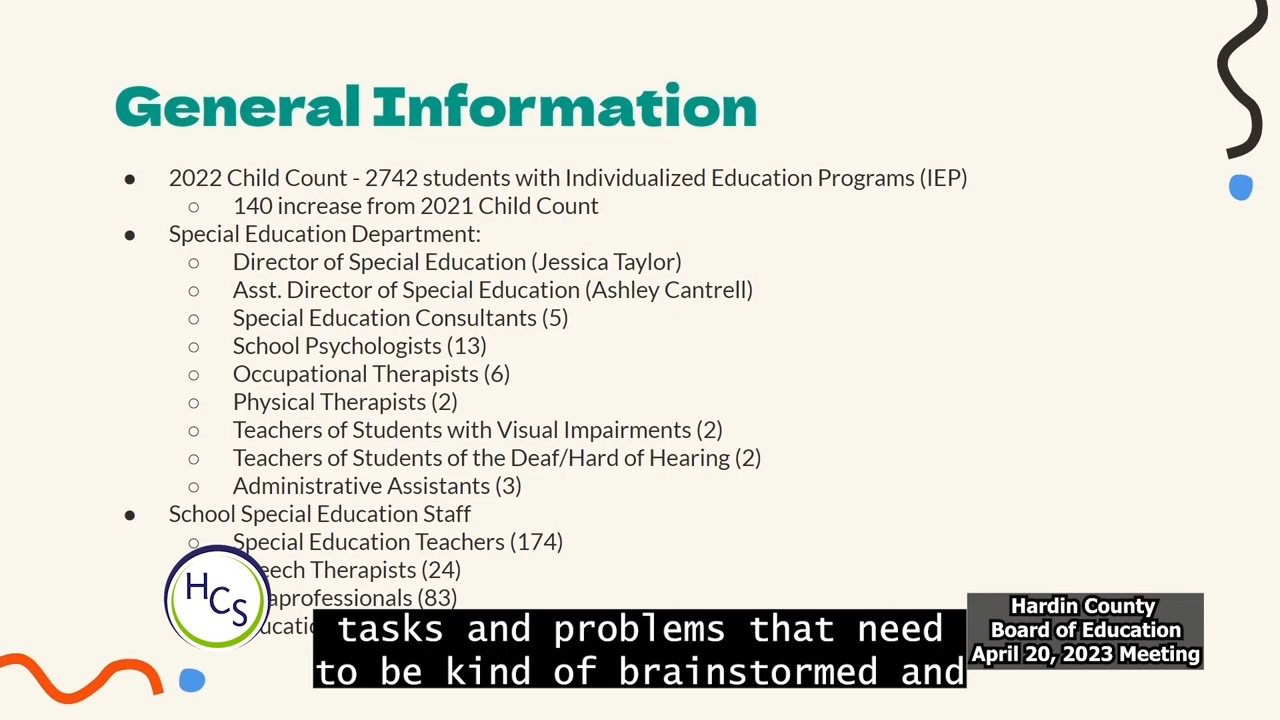 General Information
● 2022 Child Count - 2742 students with Individualized Education Programs (IEP)
○ 140 increase from 2021 Child Count
● Special Education Department:
○ Director of Special Education (Jessica Taylor)
○ Asst. Director of Special Education (Ashley Cantrell)
○ Special Education Consultants (5)
○ School Psychologists (13)
○ Occupational Therapists (6)
○ Physical Therapists (2)
○ Teachers of Students with Visual Impairments (2)
○ Teachers of Students of the Deaf/Hard of Hearing (2)
○ Administrative Assistants (3)
● School Special Education Staff
○ Special Education Teachers (174)
Therapists (24)
(83)
HCS
tasks and problems that need
to be kind of brainstormed and
Hardin County
Board of Education
April 20, 2023 Meeting